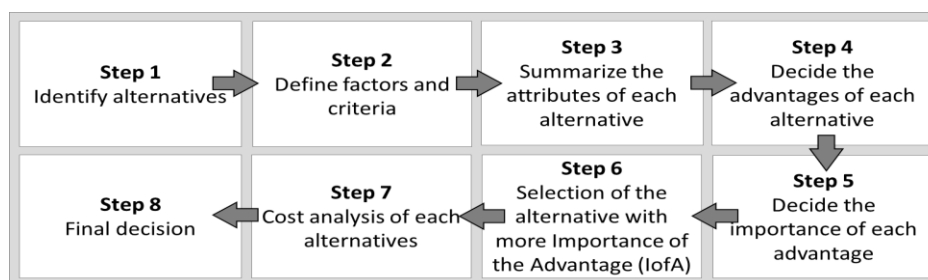 Step 1
Identify alternatives
Step 2
Define factors and
criteria
Step 3
Summarize the
attributes of each
alternative
Step 4
Decide the
advantages of each
alternative
Step 5
Decide the
importance of each
advantage
Step 6
Selection of the
alternative with
more Importance of
the Advantage (IofA)
Step 7
Cost analysis of each
alternatives
Step 8
Final decision